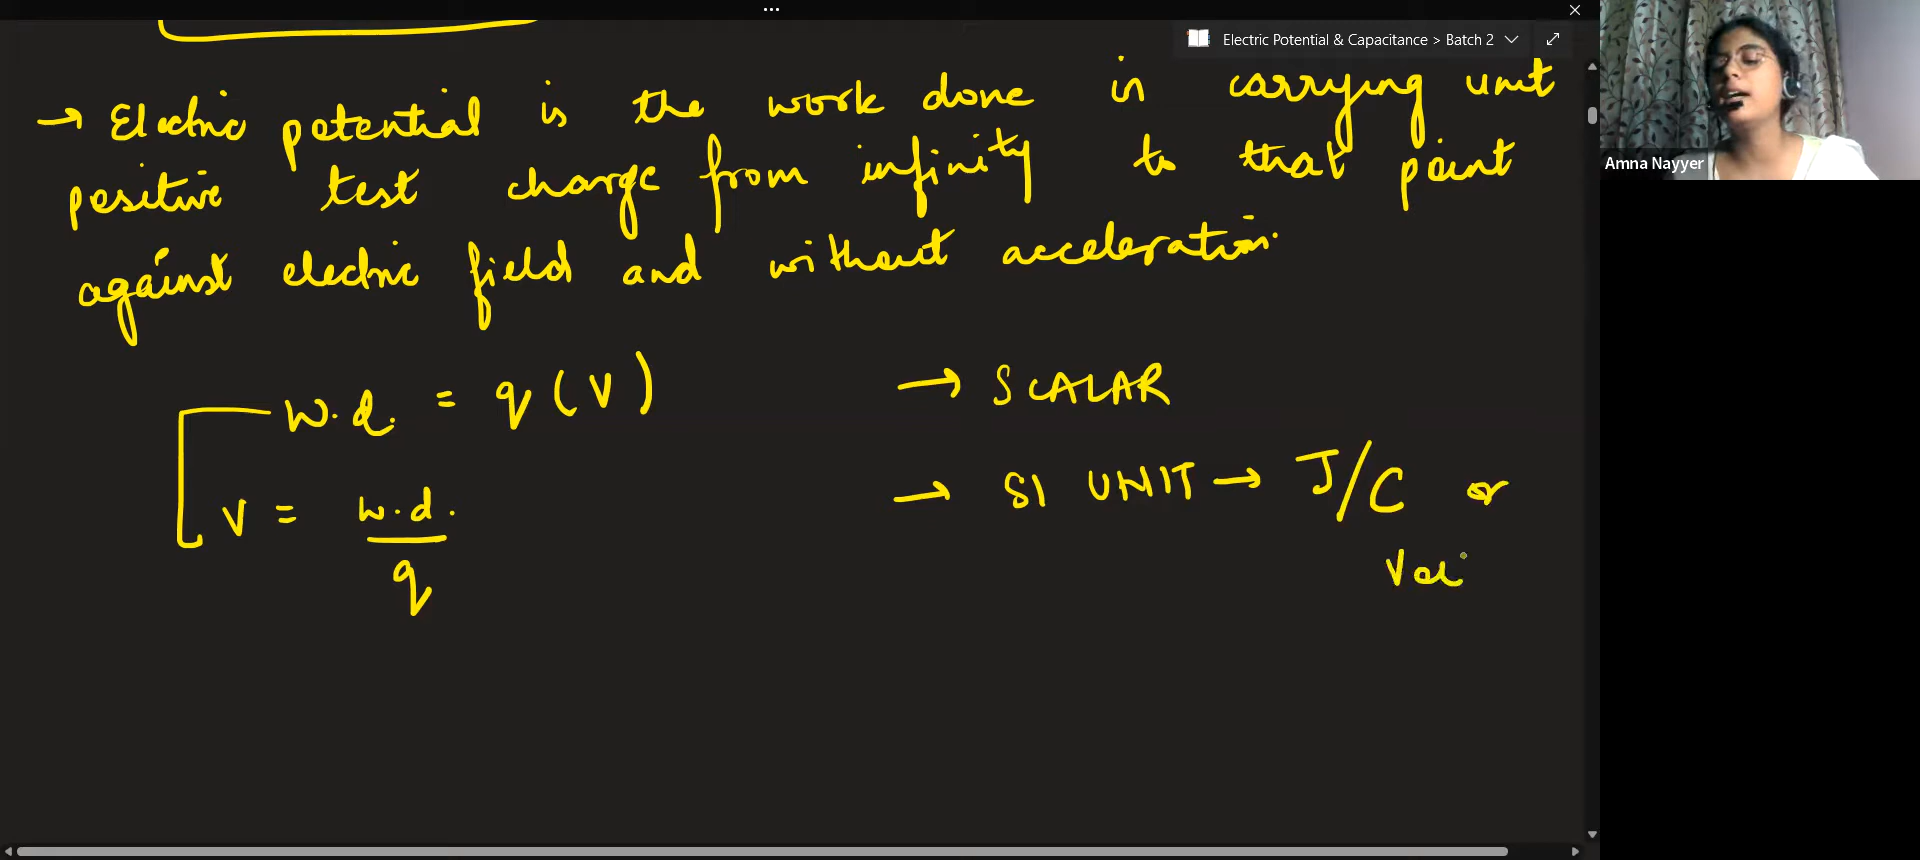 Electric Potential & Capacitance > Batch 2
→ Electric potential is the work done in carrying unit
positive test charge from infinity to that point
against electric field and without acceleration.
W.d. = q (V)
→ SCALAR
V = w.d. / q
→ SI UNIT → J/C or
Vol
Amna Nayyer